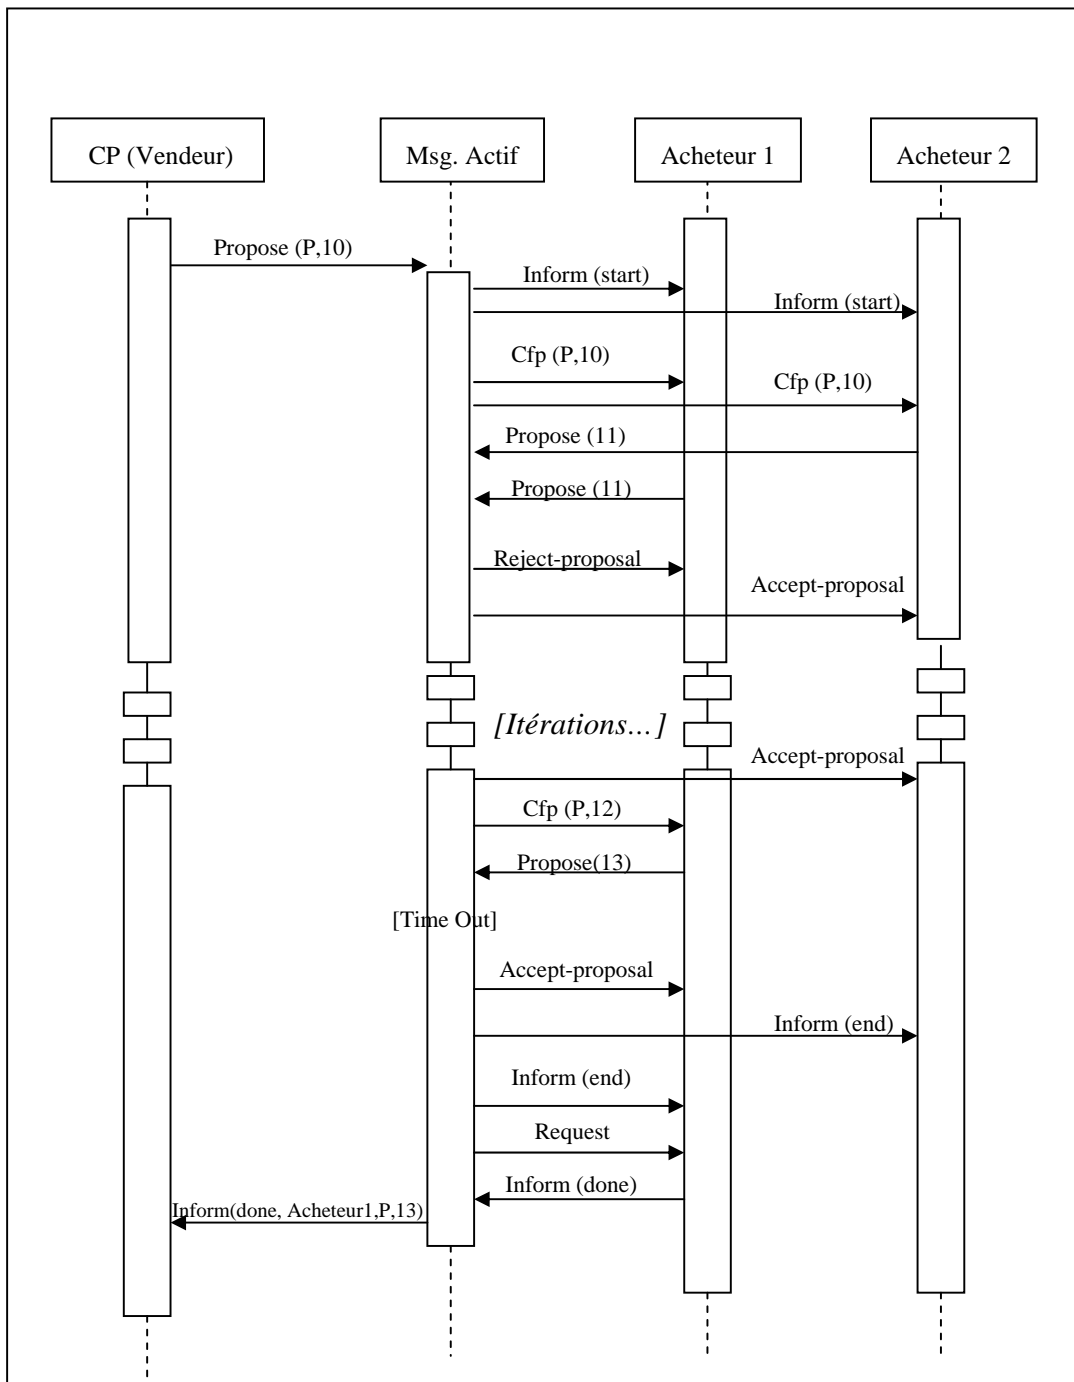 CP (Vendeur)
Msg. Actif
Acheteur 1
Acheteur 2
Propose (P,10)
Inform (start)
Inform (start)
Cfp (P,10)
Cfp (P,10)
Propose (11)
Propose (11)
Reject-proposal
Accept-proposal
[Itérations…]
Accept-proposal
Cfp (P,12)
Propose(13)
[Time Out]
Accept-proposal
Inform (end)
Inform (end)
Request
Inform (done)
Inform(done, Acheteur1,P,13)